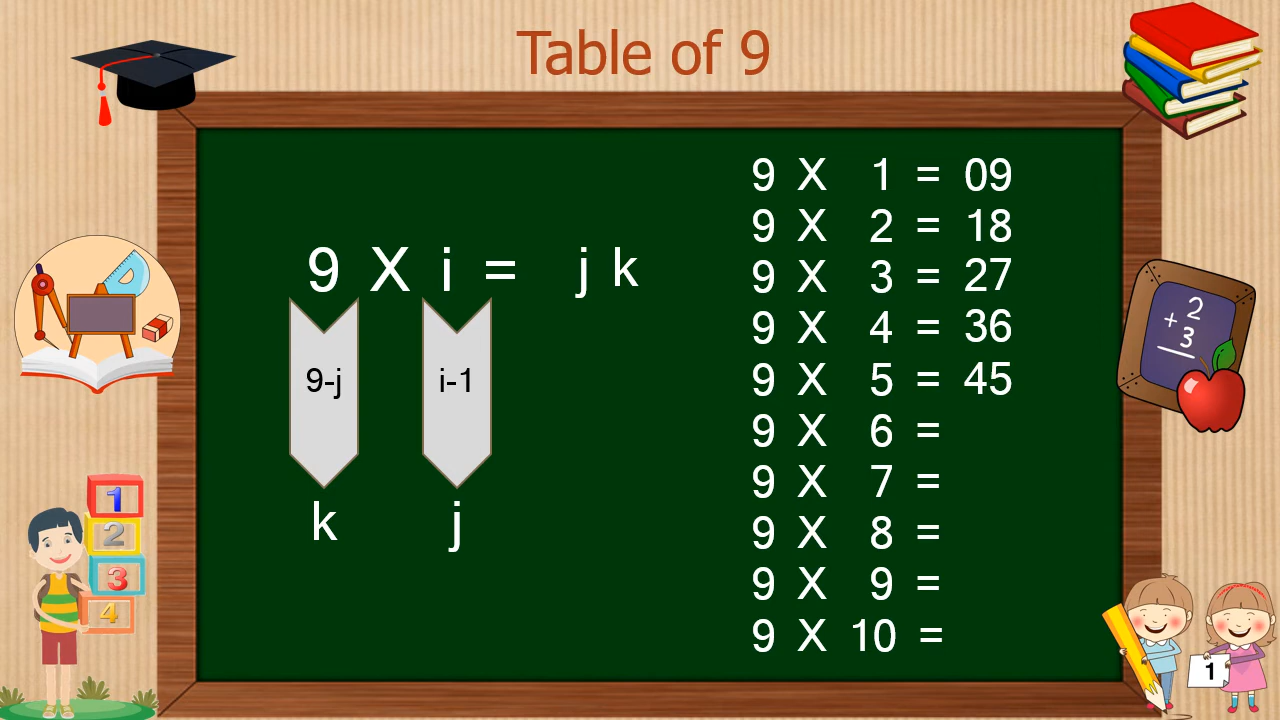 Table of 9
9 X i = j k
9-j i-1
k j
9 X 1 = 09
9 X 2 = 18
9 X 3 = 27
9 X 4 = 36
9 X 5 = 45
9 X 6 =
9 X 7 =
9 X 8 =
9 X 9 =
9 X 10 =
2
+ 3
1
2
3
4
1